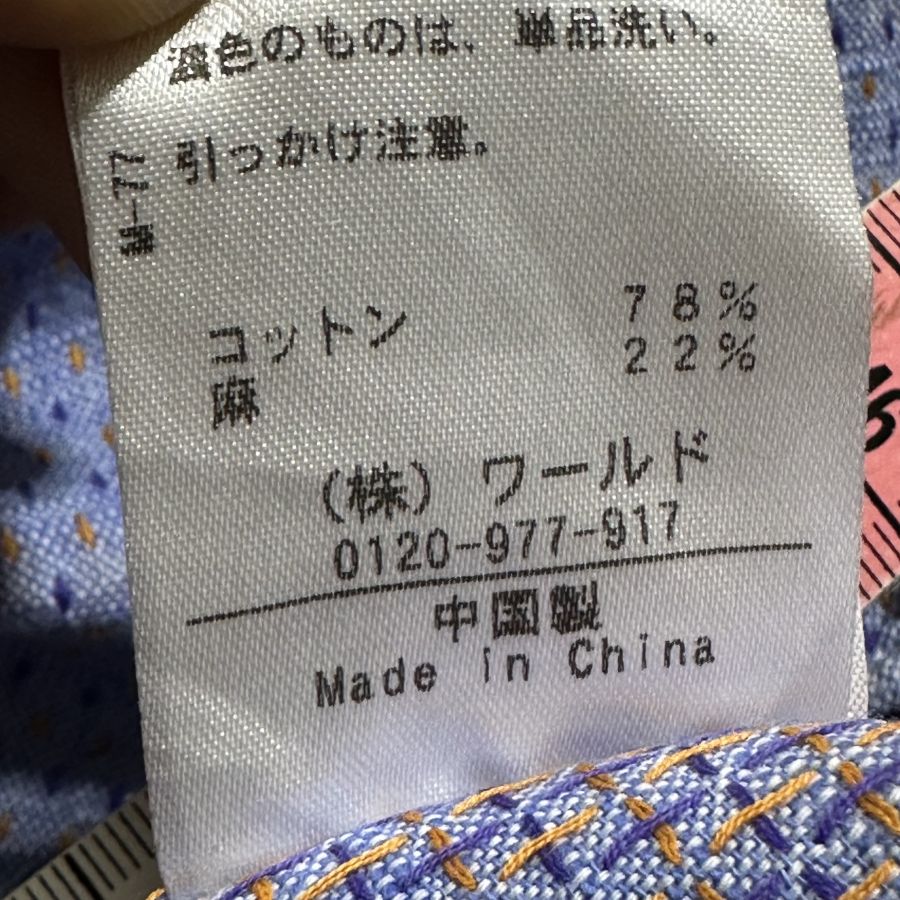 濃色のものは、単品洗い。
引っかけ注意。
M-77
コットン 78%
麻 22%
(株) ワールド
0120-977-917
中国製
Made in China